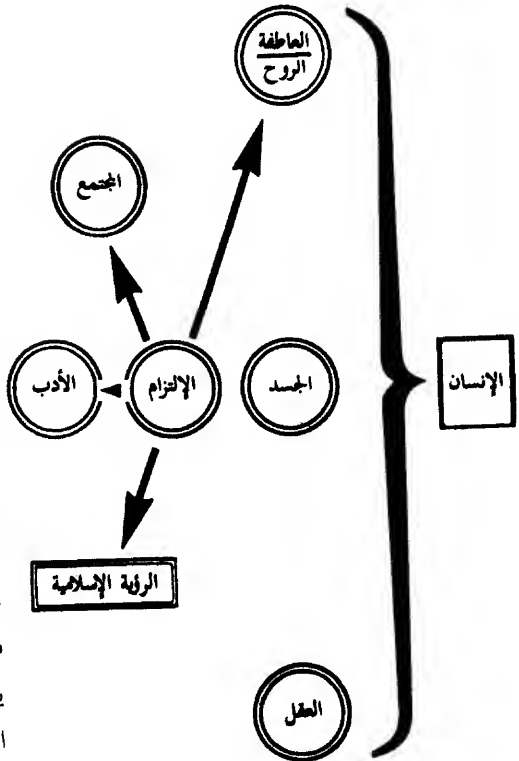 العاطفة
الروح
المجتمع
الإنسان
الجسد
الإلتزام
الأدب
الرؤية الإسلامية
العقل